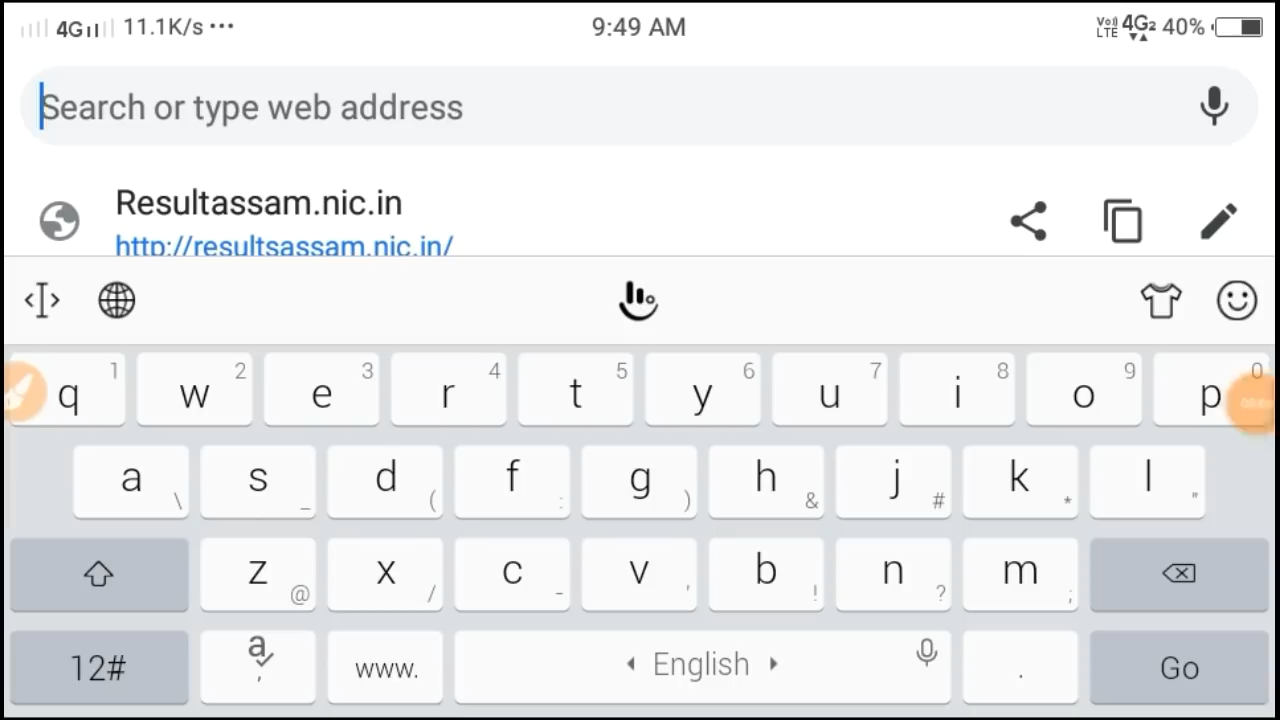 4G 11.1K/s ••• 9:49 AM Vo)) LTE 4G2 40%
Search or type web address
Resultassam.nic.in
http://resultsassam.nic.in/
q 1 w 2 e 3 r 4 t 5 y 6 u 7 i 8 o 9 p 0
a \ s _ d ( f : g ) h & j # k * l "
z @ x / c - v ' b ! n ? m ;
12# a , www. English . Go